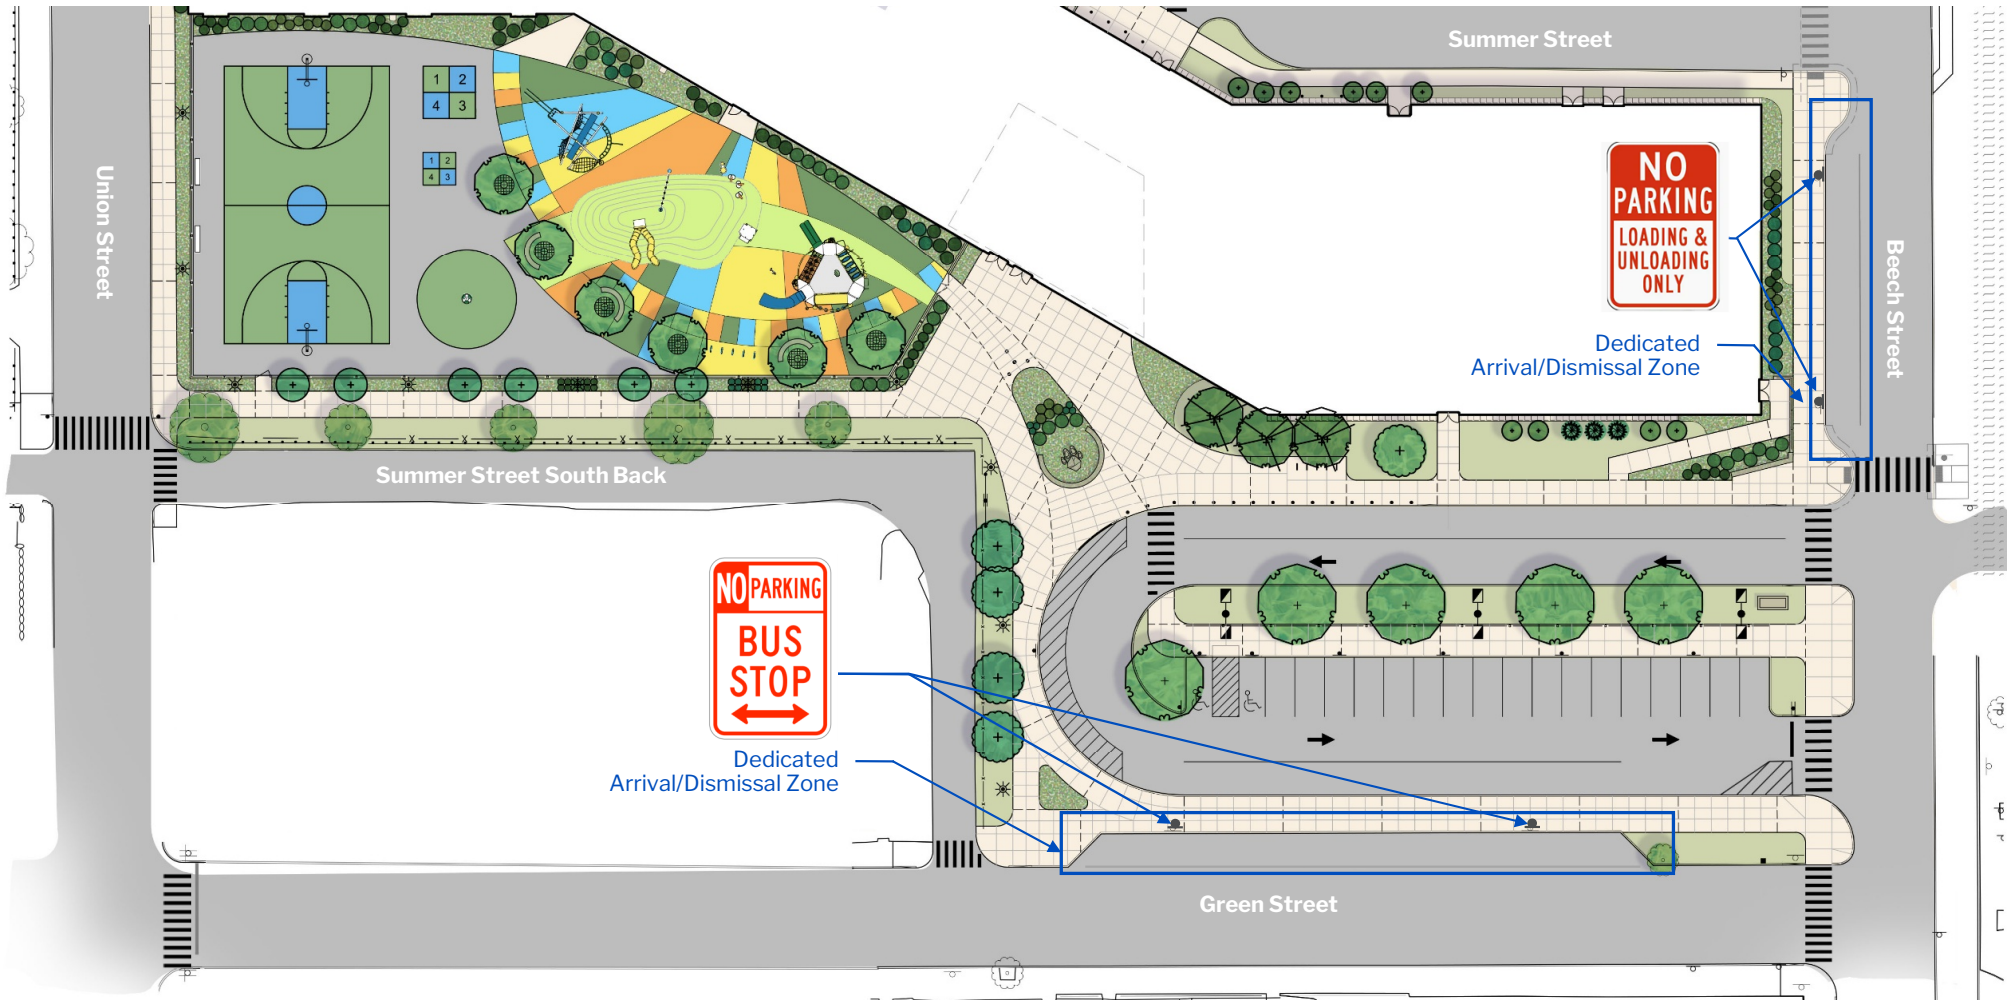 Summer Street
1 2
4 3
1 2
4 3
Union Street
NO
PARKING
LOADING &
UNLOADING
ONLY
Beech Street
Dedicated
Arrival/Dismissal Zone
Summer Street South Back
NO PARKING
BUS
STOP
Dedicated
Arrival/Dismissal Zone
Green Street